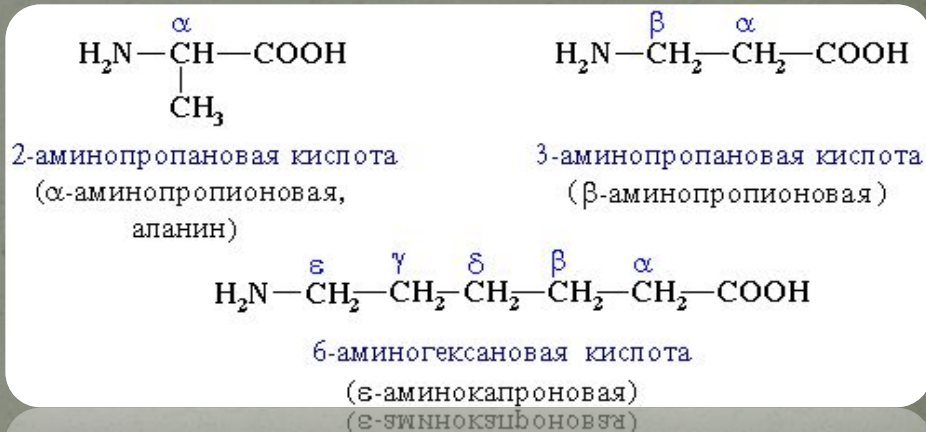 α
H₂N—CH—COOH
CH₃
2-аминопропановая кислота
(α-аминопропионовая,
аланин)
β α
H₂N—CH₂—CH₂—COOH
3-аминопропановая кислота
(β-аминопропионовая)
ε γ δ β α
H₂N—CH₂—CH₂—CH₂—CH₂—CH₂—COOH
6-аминогексановая кислота
(ε-аминокапроновая)